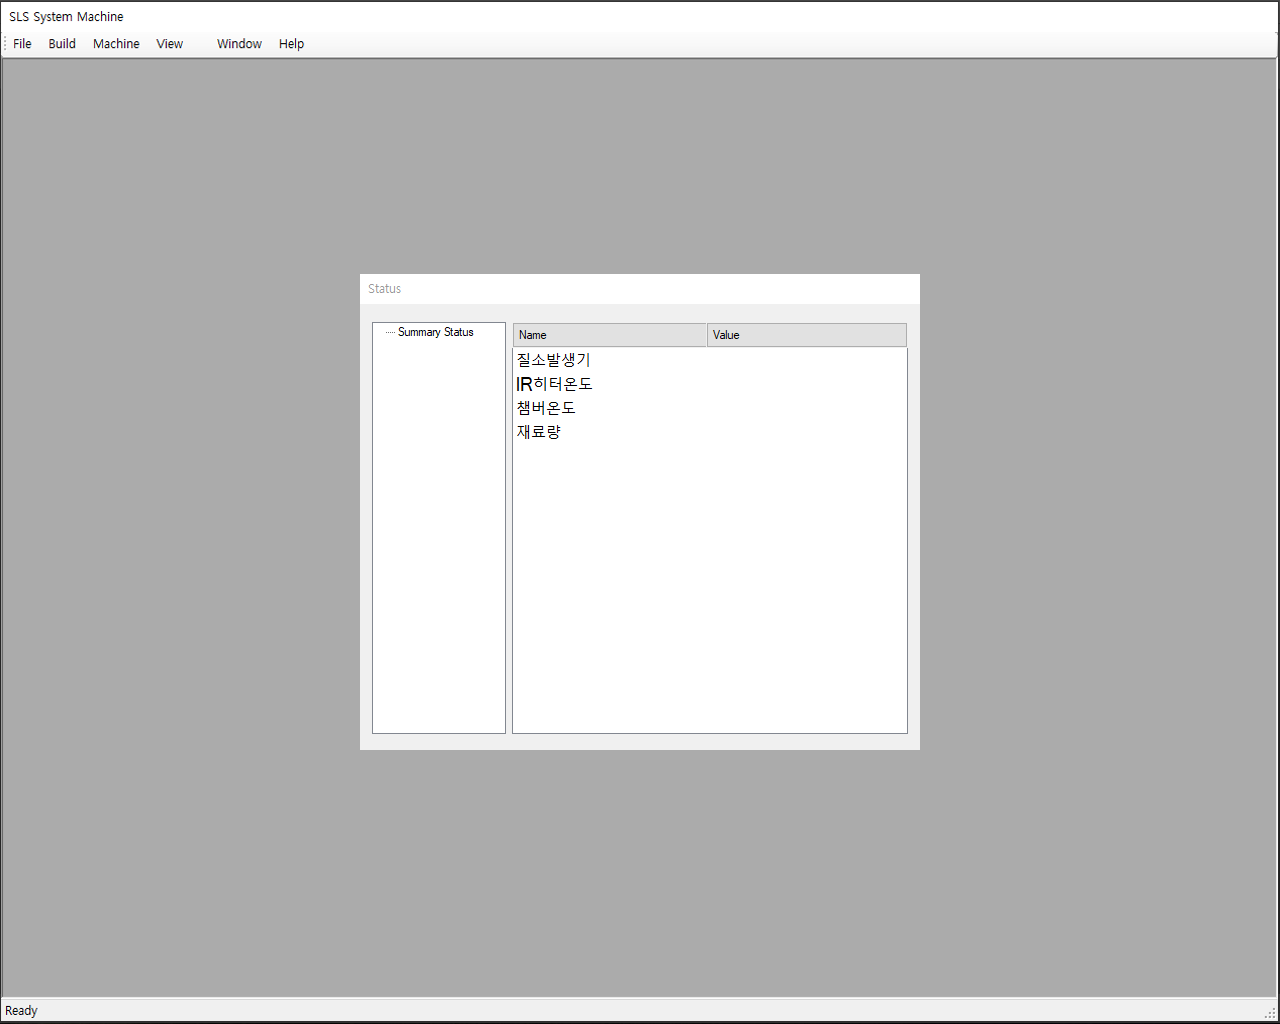 SLS System Machine
File Build Machine View Window Help
Status
Summary Status
Name Value
질소발생기
IR히터온도
챔버온도
재료량
Ready